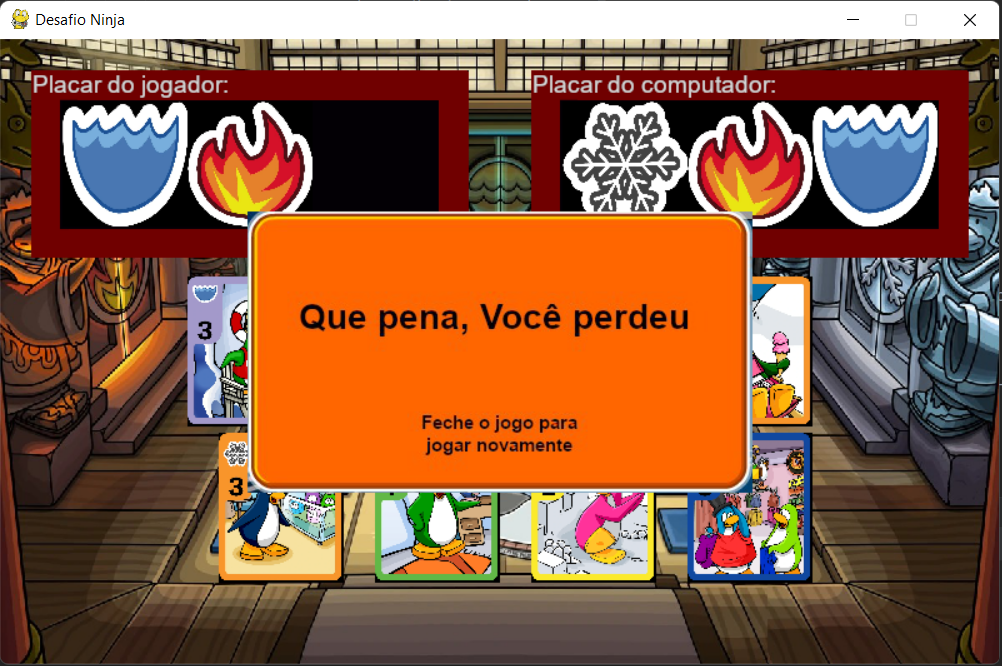 Desafio Ninja
Placar do jogador:
Placar do computador:
3
Que pena, Você perdeu
Feche o jogo para
jogar novamente
3